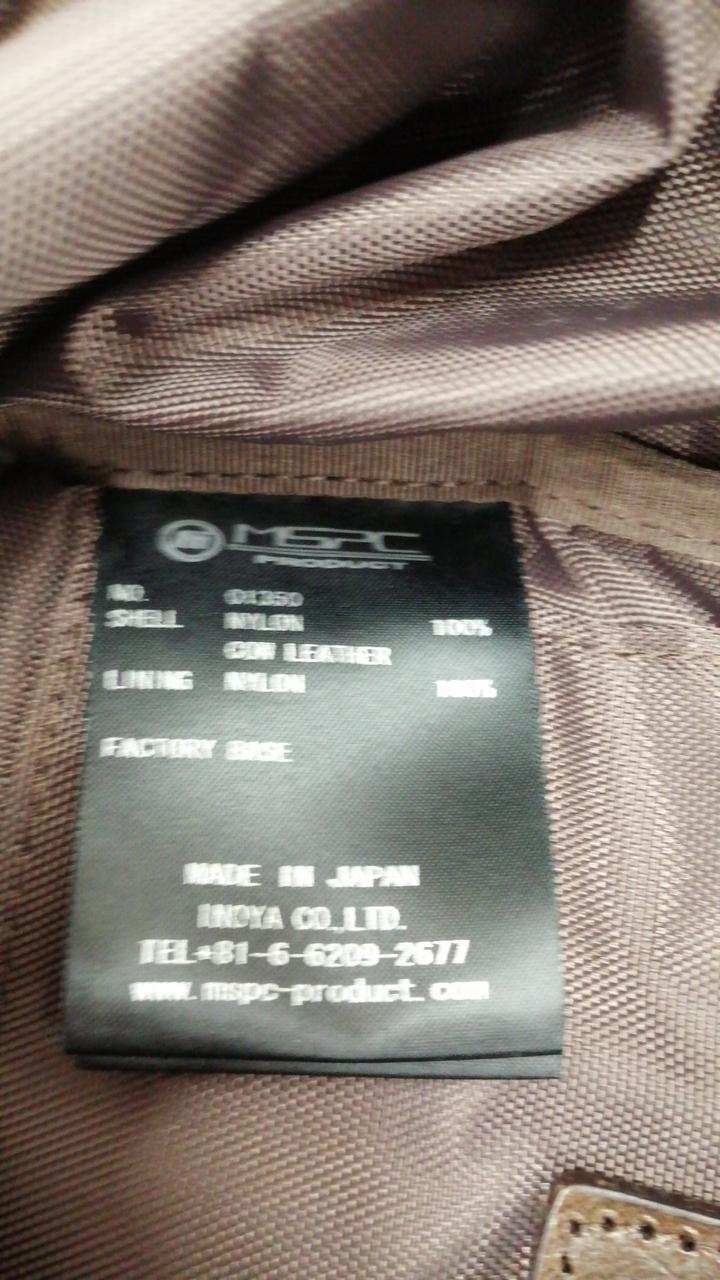 MSPC
PRODUCT
NO. 01350
SHELL NYLON 100%
COW LEATHER
LINING NYLON 100%
FACTORY BASE
MADE IN JAPAN
INOYA CO.,LTD.
TEL+81-6-6209-2677
www.mspc-product.com